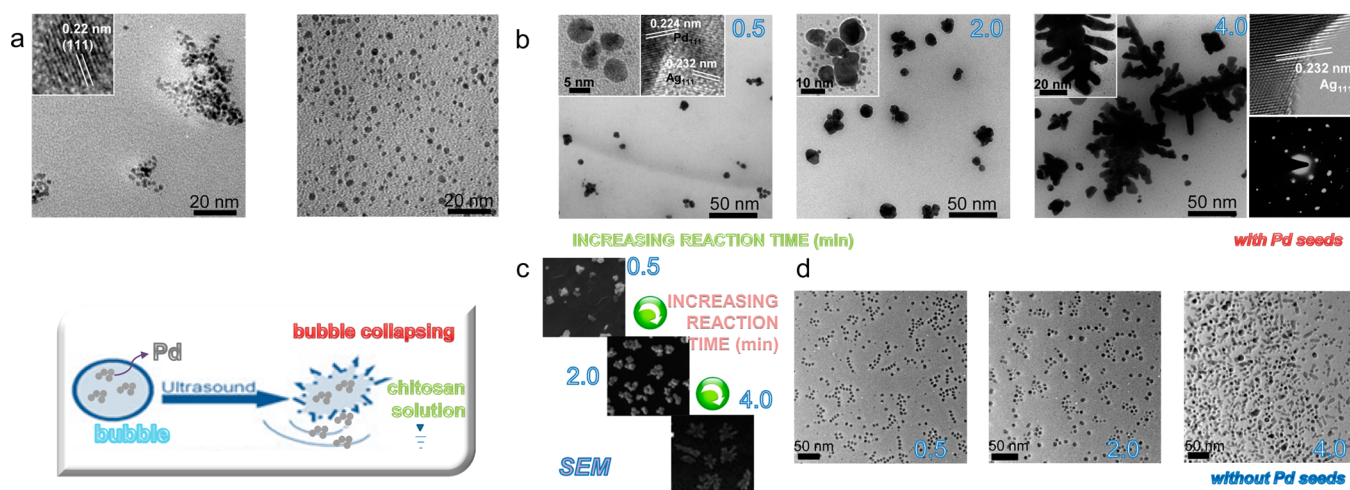 a
0.22 nm
(111)
20 nm
20 nm
b
0.224 nm
Pd111
0.232 nm
Ag111
5 nm
0.5
50 nm
10 nm
2.0
50 nm
20 nm
4.0
50 nm
0.232 nm
Ag111
INCREASING REACTION TIME (min)
with Pd seeds
bubble collapsing
Pd
Ultrasound
chitosan
solution
bubble
c
0.5
INCREASING
REACTION
TIME (min)
2.0
4.0
SEM
d
50 nm
0.5
50 nm
2.0
50 nm
4.0
without Pd seeds